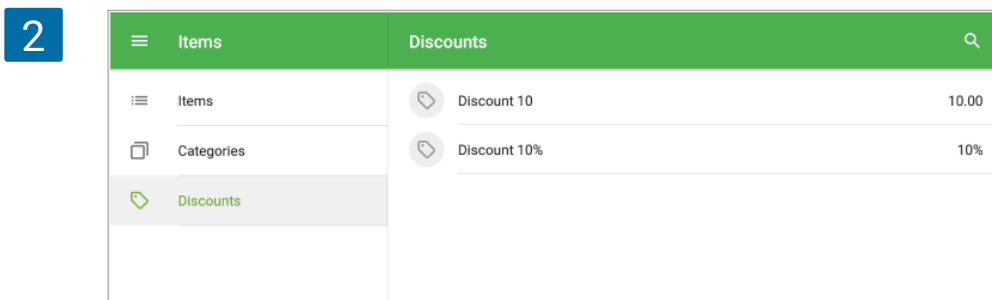 2
Items
Discounts
Items
Discount 10
10.00
Categories
Discount 10%
10%
Discounts